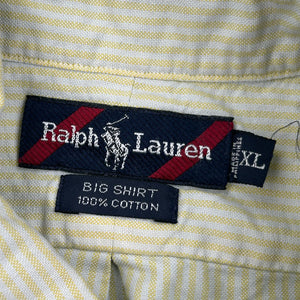 Ralph Lauren
XL
BIG SHIRT
100% COTTON